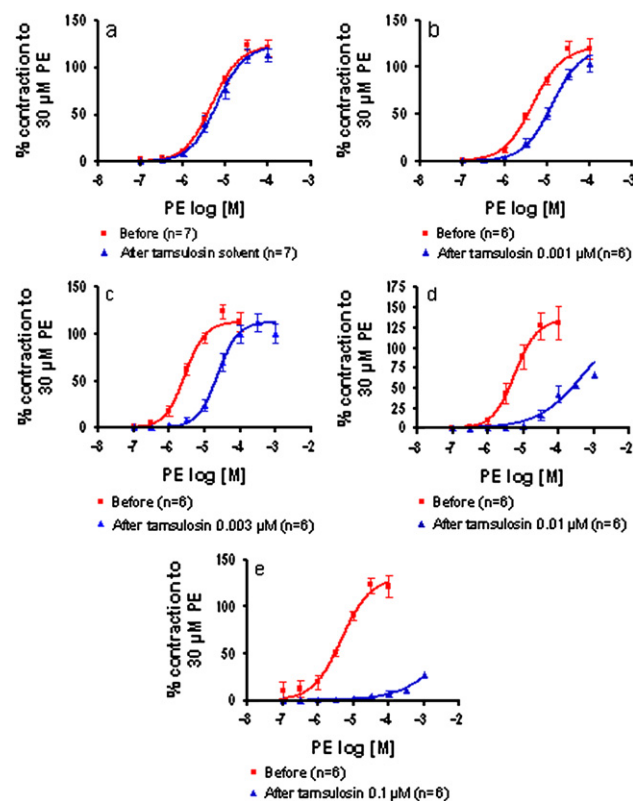 a
% contraction to
30 µM PE
150
100
50
0
-8 -7 -6 -5 -4 -3
PE log [M]
Before (n=7)
After tamsulosin solvent (n=7)
b
% contraction to
30 µM PE
150
100
50
0
-8 -7 -6 -5 -4 -3
PE log [M]
Before (n=6)
After tamsulosin 0.001 µM (n=6)
c
% contraction to
30 µM PE
150
100
50
0
-8 -7 -6 -5 -4 -3 -2
PE log [M]
Before (n=6)
After tamsulosin 0.003 µM (n=6)
d
% contraction to
30 µM PE
175
150
125
100
75
50
25
0
-8 -7 -6 -5 -4 -3 -2
PE log [M]
Before (n=6)
After tamsulosin 0.01 µM (n=6)
e
% contraction to
30 µM PE
150
100
50
0
-8 -7 -6 -5 -4 -3 -2
PE log [M]
Before (n=6)
After tamsulosin 0.1 µM (n=6)